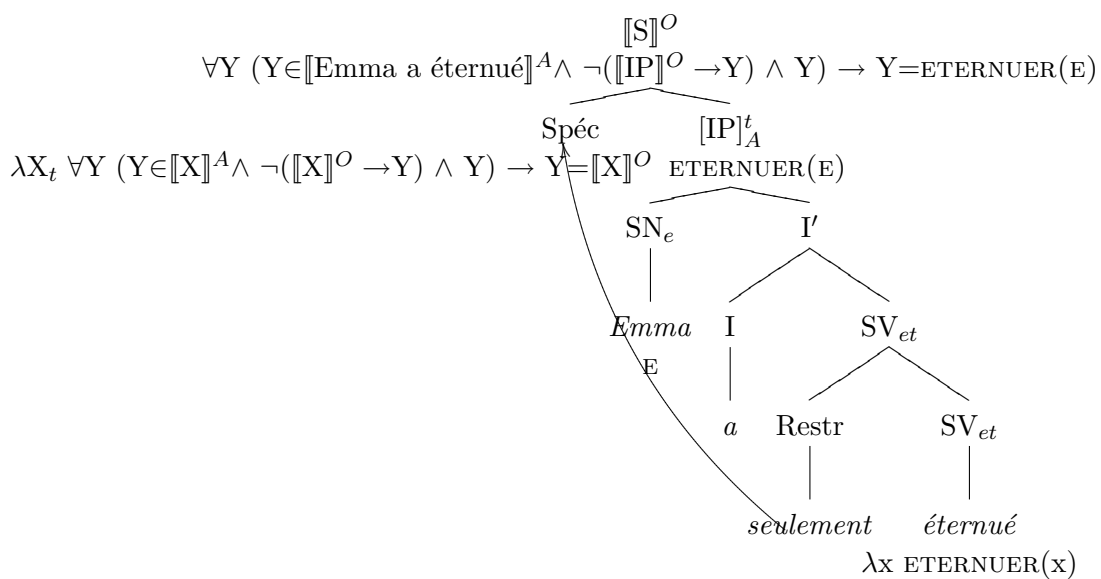 ⟦S⟧^O
∀Y (Y∈⟦Emma a éternué⟧^A∧ ¬(⟦IP⟧^O →Y) ∧ Y) → Y=ETERNUER(E)
Spéc [IP]^t_A
λX_t ∀Y (Y∈⟦X⟧^A∧ ¬(⟦X⟧^O →Y) ∧ Y) → Y=⟦X⟧^O ETERNUER(E)
SN_e I′
Emma I SV_et
E
a Restr SV_et
seulement éternué
λx ETERNUER(x)